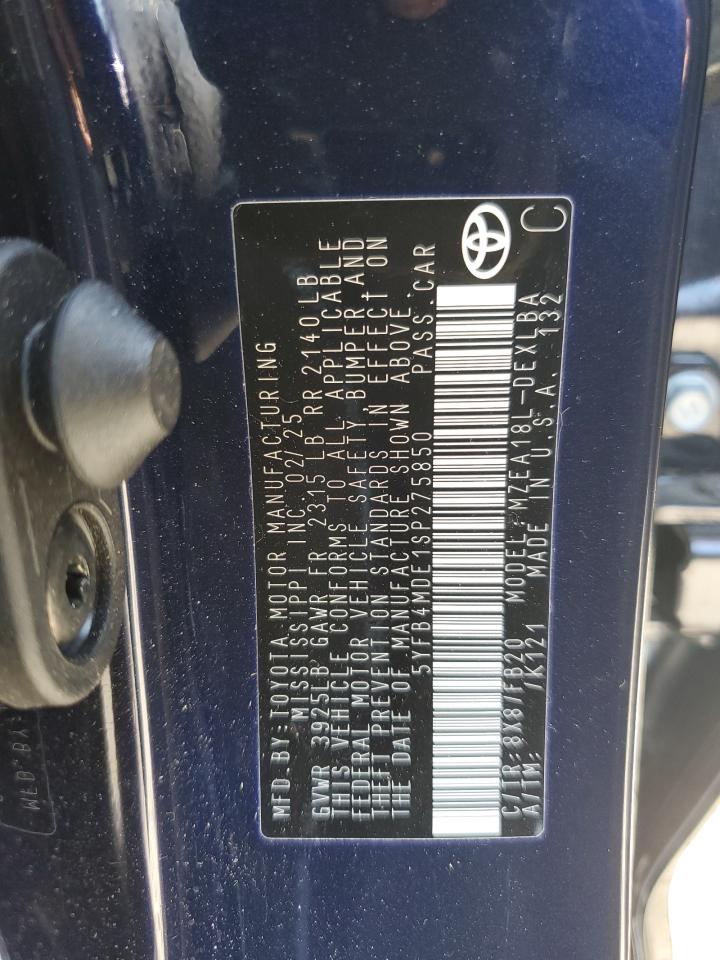 MFD. BY: TOYOTA MOTOR MANUFACTURING
MISSISSIPPI INC. 02/25
GVWR 3925LB GAWR FR 2315 LB RR 2140LB
THIS VEHICLE CONFORMS TO ALL APPLICABLE
FEDERAL MOTOR VEHICLE SAFETY BUMPER AND
THEFT PREVENTION STANDARDS IN EFFECT ON
THE DATE OF MANUFACTURE SHOWN ABOVE
5YFB4MDE1SP275850 PASS.CAR
C/TR: 8X8/FB20 MODEL: MZEA18L-DEXLBA
A/TM: /K121 MADE IN U.S.A. 132
C